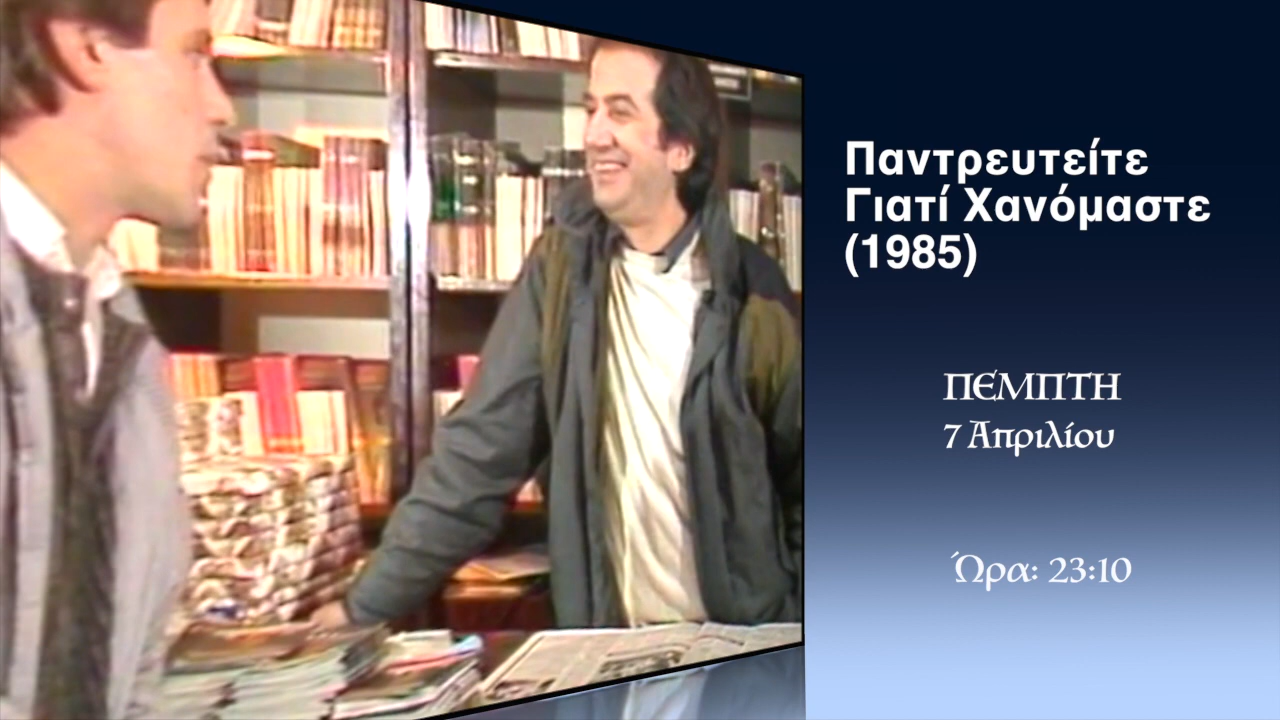 Παντρευτείτε
Γιατί Χανόμαστε
(1985)
ΠΕΜΠΤΗ
7 Απριλίου
Ώρα: 23:10